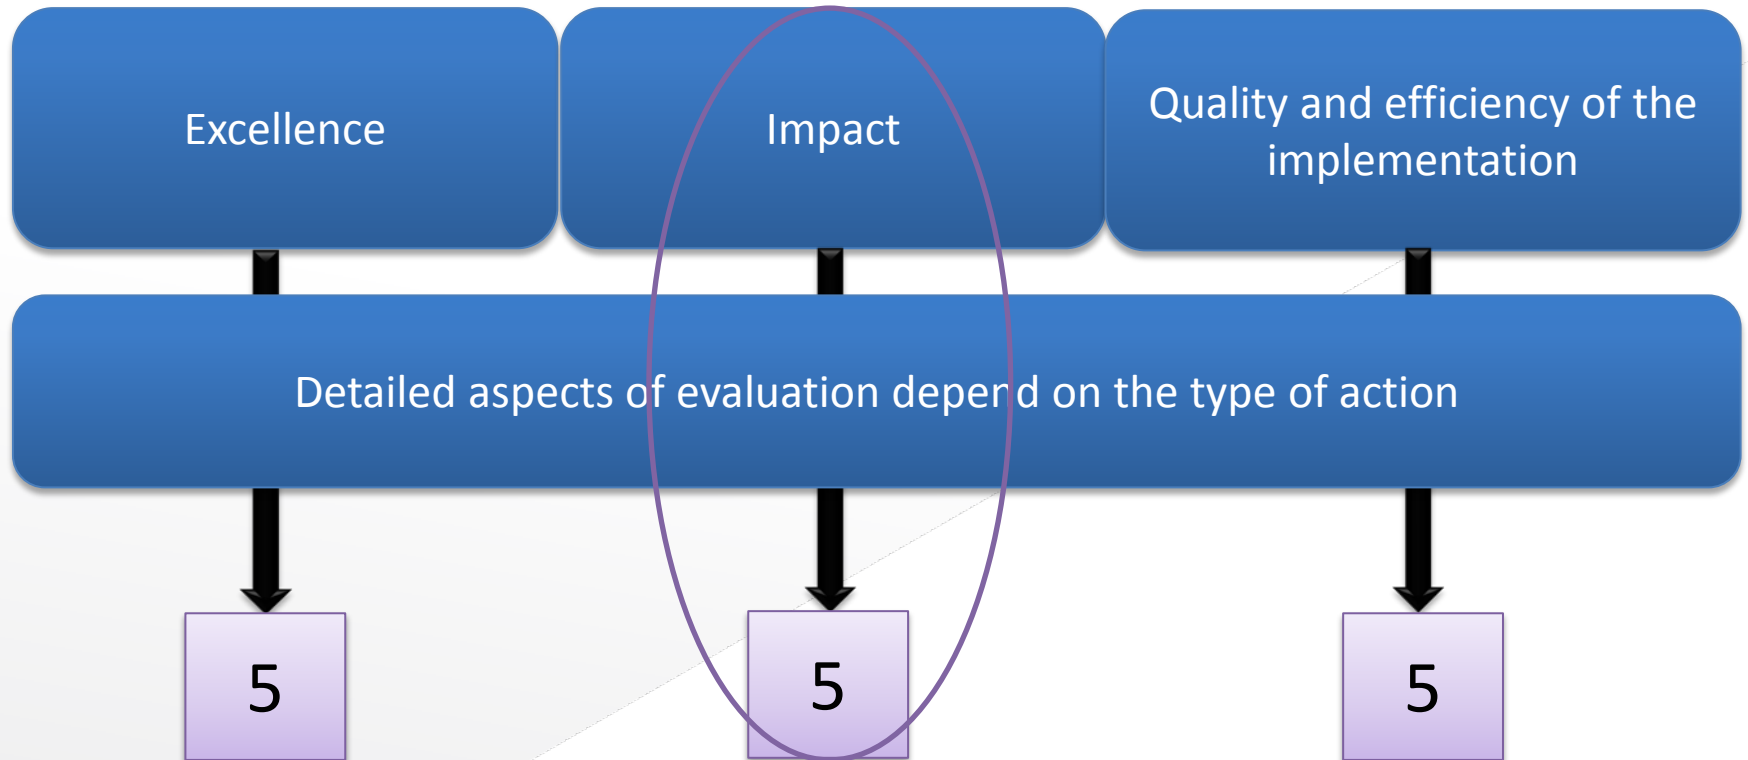 Excellence
Impact
Quality and efficiency of the
implementation
Detailed aspects of evaluation depend on the type of action
5
5
5